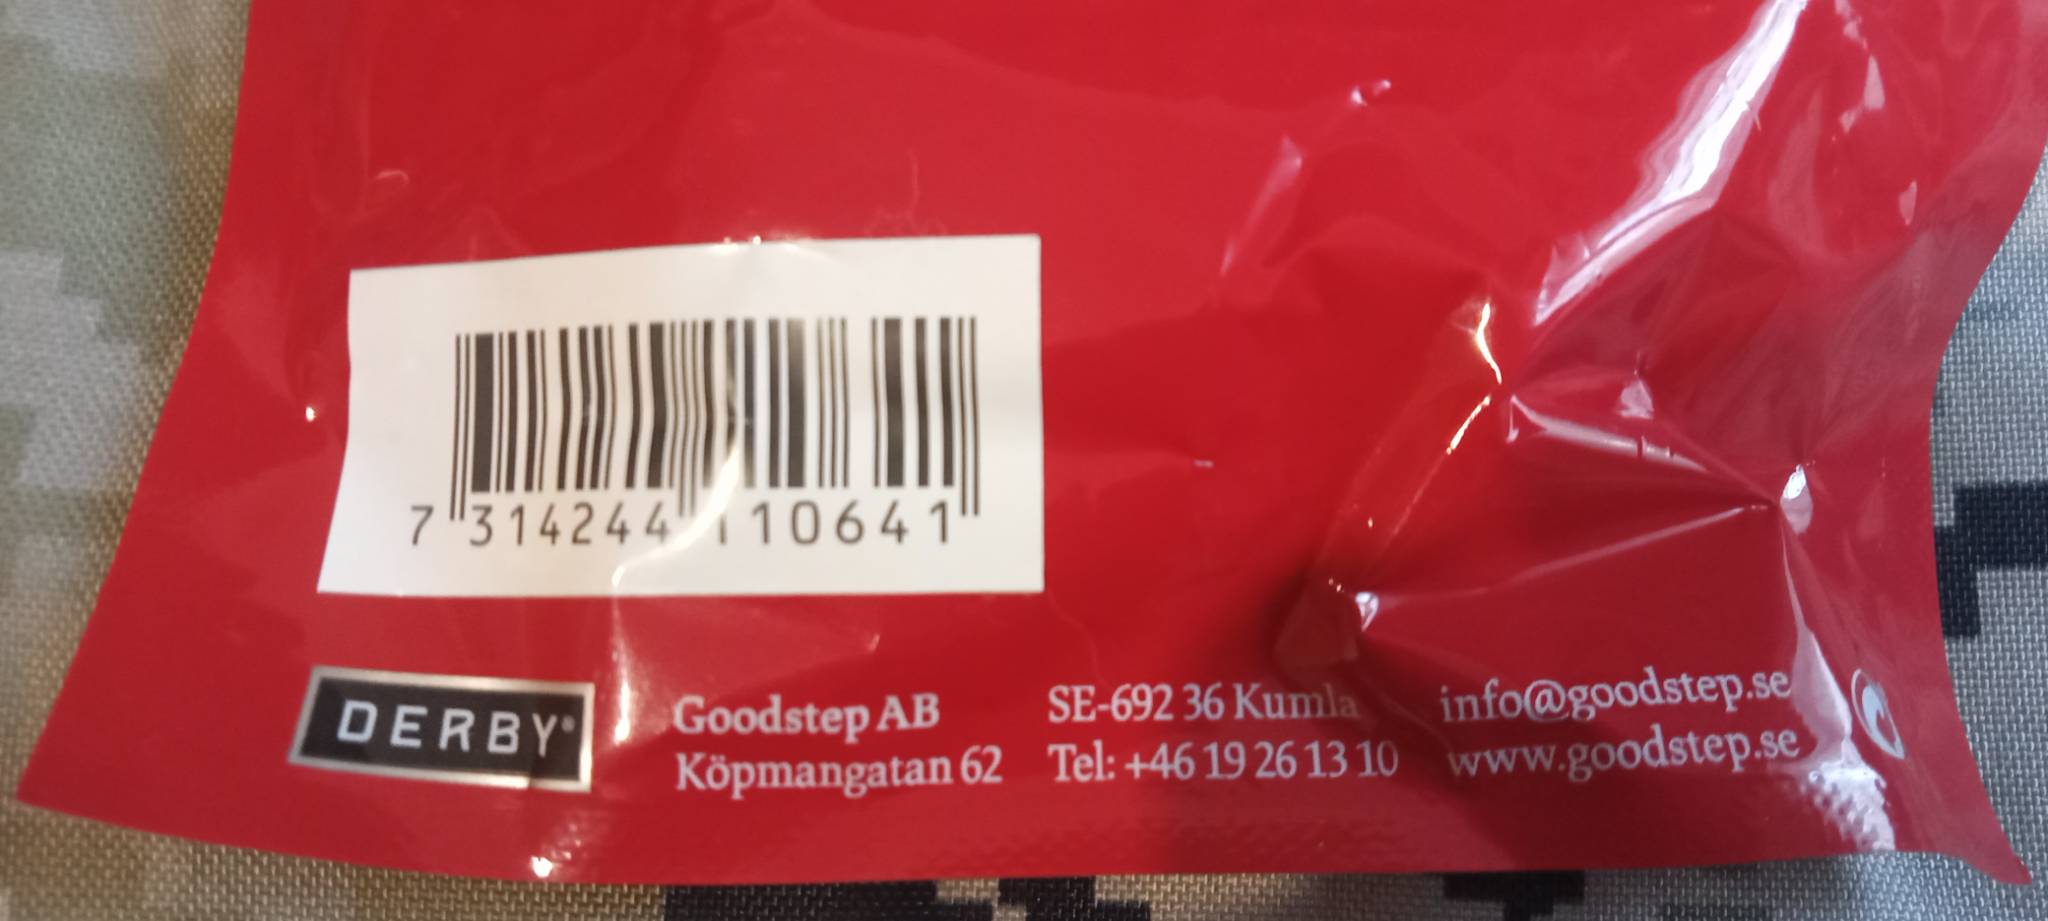 7 314244 110641
DERBY®
Goodstep AB
Köpmangatan 62
SE-692 36 Kumla
Tel: +46 19 26 13 10
info@goodstep.se
www.goodstep.se